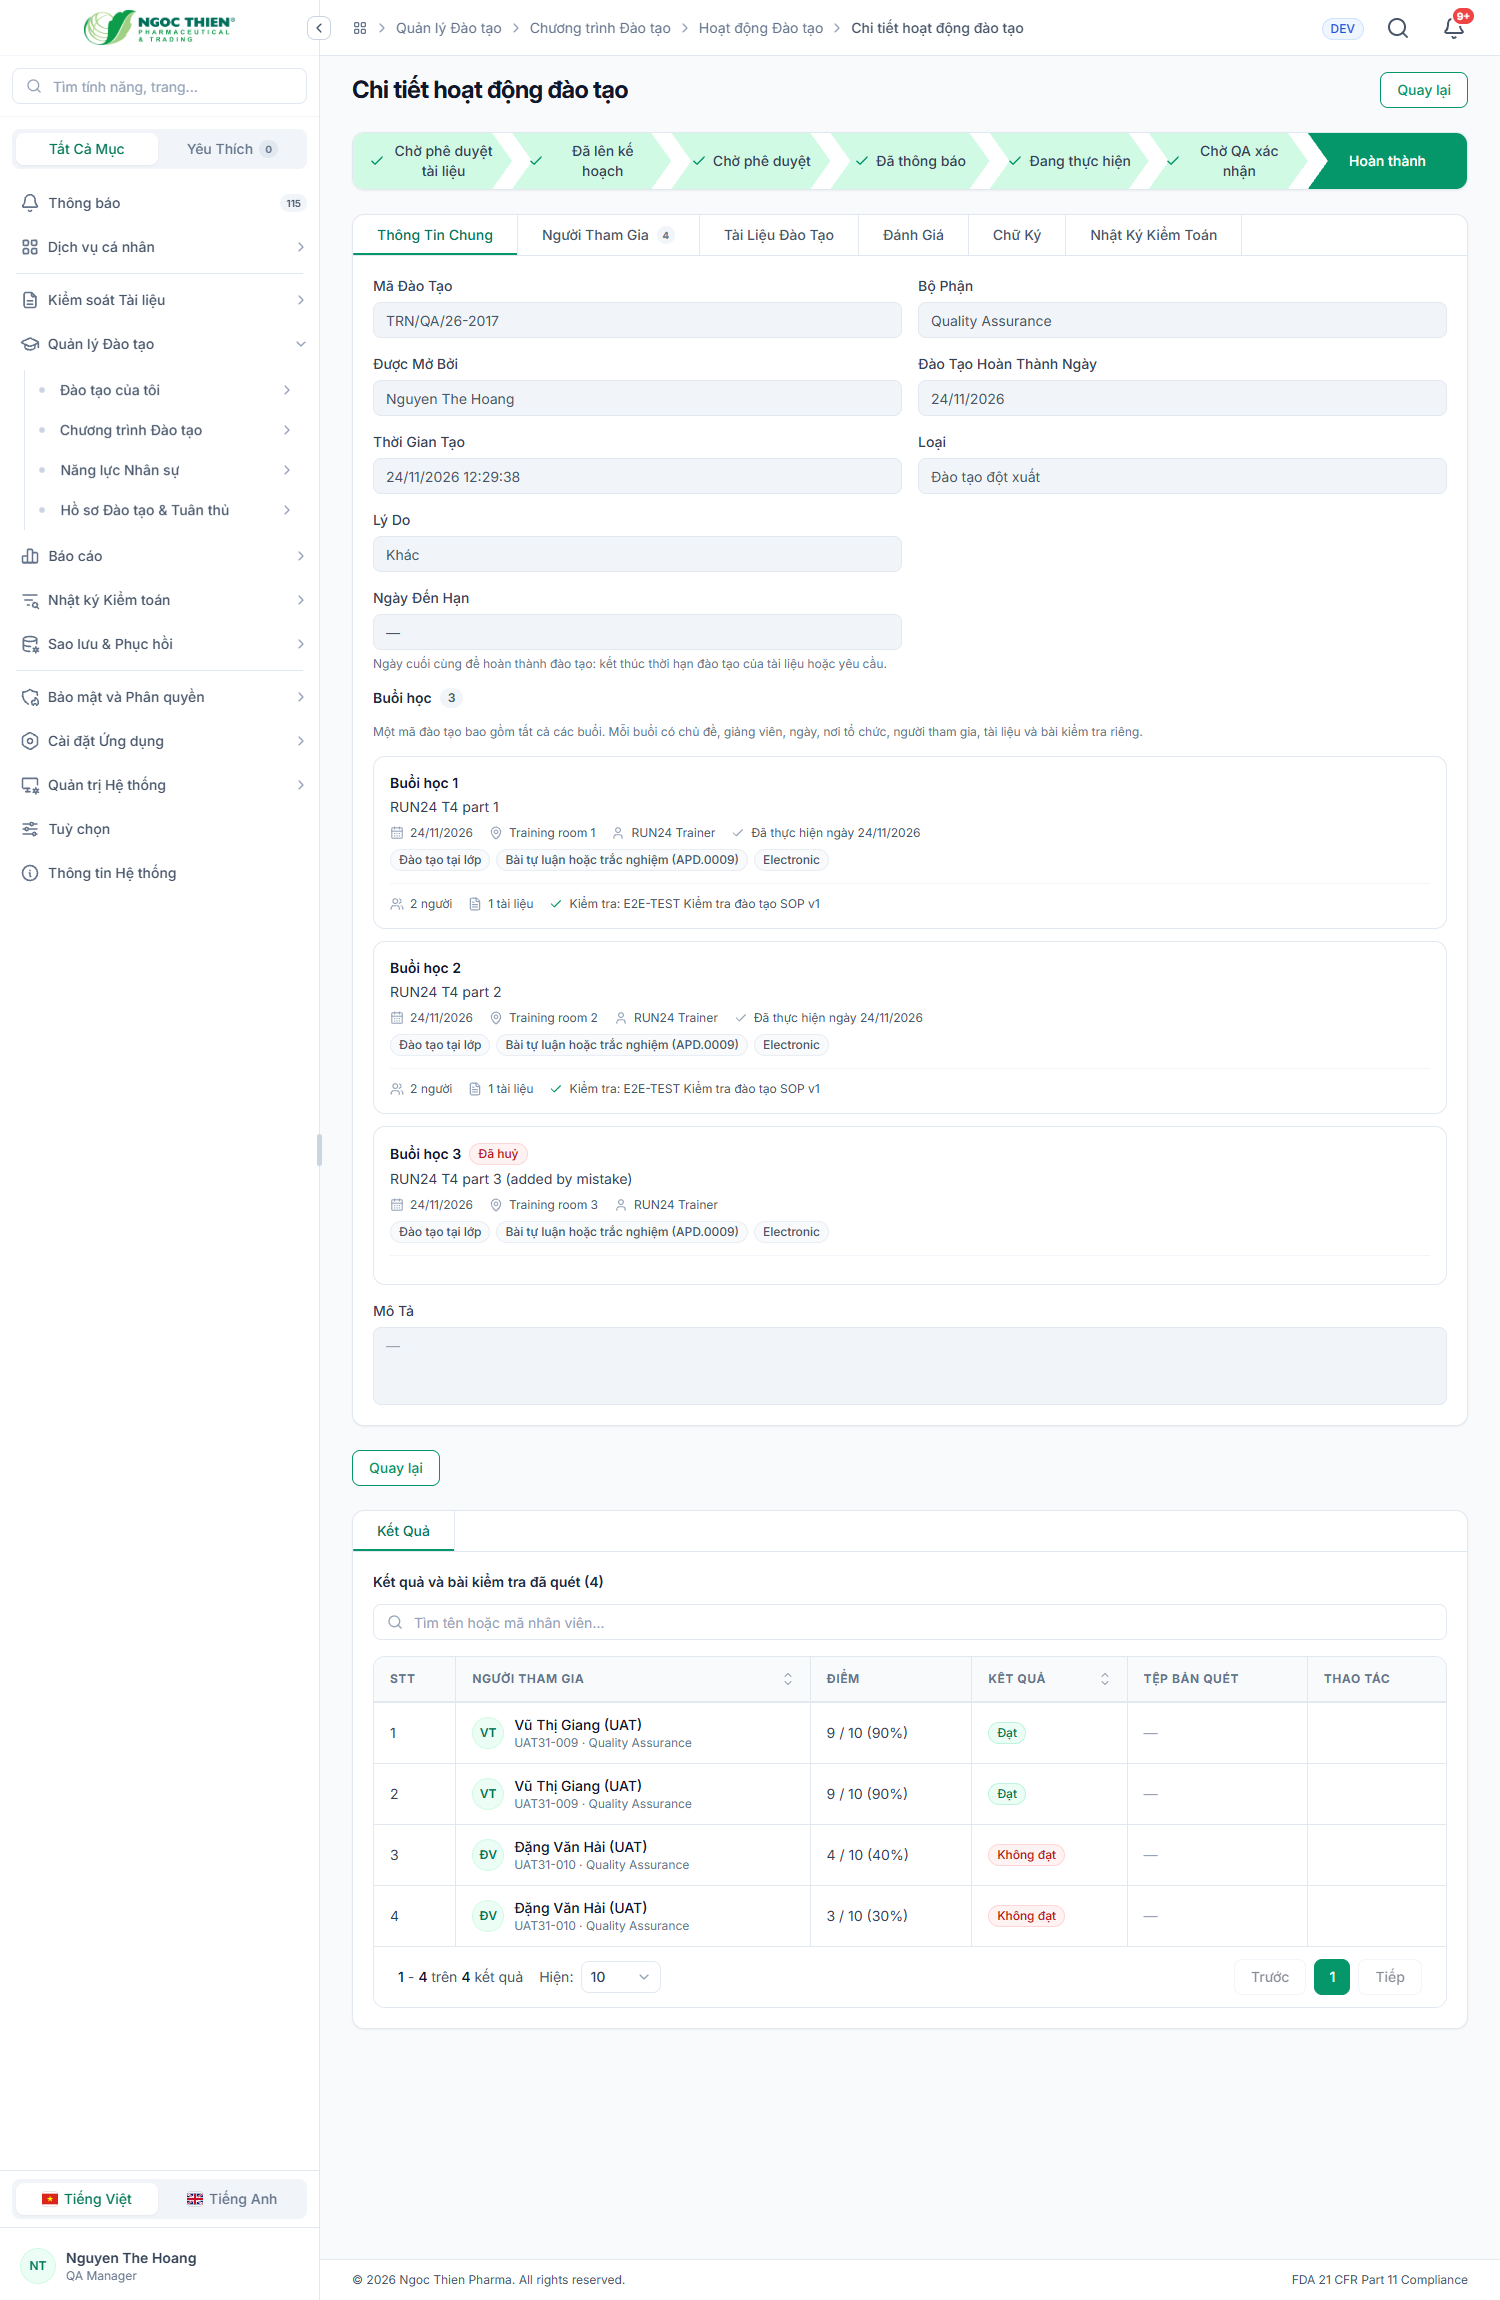 NGOC THIEN®
PHARMACEUTICAL
& TRADING
Quản lý Đào tạo
Chương trình Đào tạo
Hoạt động Đào tạo
Chi tiết hoạt động đào tạo
DEV
9+
Tìm tính năng, trang...
Tất Cả Mục
Yêu Thích 0
Thông báo 115
Dịch vụ cá nhân
Kiểm soát Tài liệu
Quản lý Đào tạo
Đào tạo của tôi
Chương trình Đào tạo
Năng lực Nhân sự
Hồ sơ Đào tạo & Tuân thủ
Báo cáo
Nhật ký Kiểm toán
Sao lưu & Phục hồi
Bảo mật và Phân quyền
Cài đặt Ứng dụng
Quản trị Hệ thống
Tuỳ chọn
Thông tin Hệ thống
Tiếng Việt
Tiếng Anh
NT
Nguyen The Hoang
QA Manager
Chi tiết hoạt động đào tạo
Quay lại
Chờ phê duyệt
tài liệu
Đã lên kế
hoạch
Chờ phê duyệt
Đã thông báo
Đang thực hiện
Chờ QA xác
nhận
Hoàn thành
Thông Tin Chung
Người Tham Gia 4
Tài Liệu Đào Tạo
Đánh Giá
Chữ Ký
Nhật Ký Kiểm Toán
Mã Đào Tạo
TRN/QA/26-2017
Bộ Phận
Quality Assurance
Được Mở Bởi
Nguyen The Hoang
Đào Tạo Hoàn Thành Ngày
24/11/2026
Thời Gian Tạo
24/11/2026 12:29:38
Loại
Đào tạo đột xuất
Lý Do
Khác
Ngày Đến Hạn
—
Ngày cuối cùng để hoàn thành đào tạo: kết thúc thời hạn đào tạo của tài liệu hoặc yêu cầu.
Buổi học 3
Một mã đào tạo bao gồm tất cả các buổi. Mỗi buổi có chủ đề, giảng viên, ngày, nơi tổ chức, người tham gia, tài liệu và bài kiểm tra riêng.
Buổi học 1
RUN24 T4 part 1
24/11/2026 Training room 1 RUN24 Trainer Đã thực hiện ngày 24/11/2026
Đào tạo tại lớp Bài tự luận hoặc trắc nghiệm (APD.0009) Electronic
2 người 1 tài liệu Kiểm tra: E2E-TEST Kiểm tra đào tạo SOP v1
Buổi học 2
RUN24 T4 part 2
24/11/2026 Training room 2 RUN24 Trainer Đã thực hiện ngày 24/11/2026
Đào tạo tại lớp Bài tự luận hoặc trắc nghiệm (APD.0009) Electronic
2 người 1 tài liệu Kiểm tra: E2E-TEST Kiểm tra đào tạo SOP v1
Buổi học 3 Đã huỷ
RUN24 T4 part 3 (added by mistake)
24/11/2026 Training room 3 RUN24 Trainer
Đào tạo tại lớp Bài tự luận hoặc trắc nghiệm (APD.0009) Electronic
Mô Tả
—
Quay lại
Kết Quả
Kết quả và bài kiểm tra đã quét (4)
Tìm tên hoặc mã nhân viên...
STT NGƯỜI THAM GIA ĐIỂM KẾT QUẢ TỆP BẢN QUÉT THAO TÁC
1 VT Vũ Thị Giang (UAT) 9 / 10 (90%) Đạt —
UAT31-009 · Quality Assurance
2 VT Vũ Thị Giang (UAT) 9 / 10 (90%) Đạt —
UAT31-009 · Quality Assurance
3 ĐV Đặng Văn Hải (UAT) 4 / 10 (40%) Không đạt —
UAT31-010 · Quality Assurance
4 ĐV Đặng Văn Hải (UAT) 3 / 10 (30%) Không đạt —
UAT31-010 · Quality Assurance
1 - 4 trên 4 kết quả Hiện: 10 Trước 1 Tiếp
© 2026 Ngoc Thien Pharma. All rights reserved.
FDA 21 CFR Part 11 Compliance